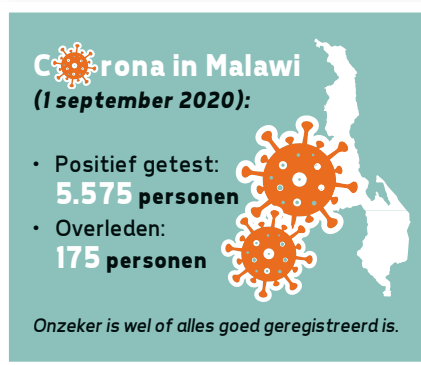 Corona in Malawi
(1 september 2020):
• Positief getest:
5.575 personen
• Overleden:
175 personen
Onzeker is wel of alles goed geregistreerd is.